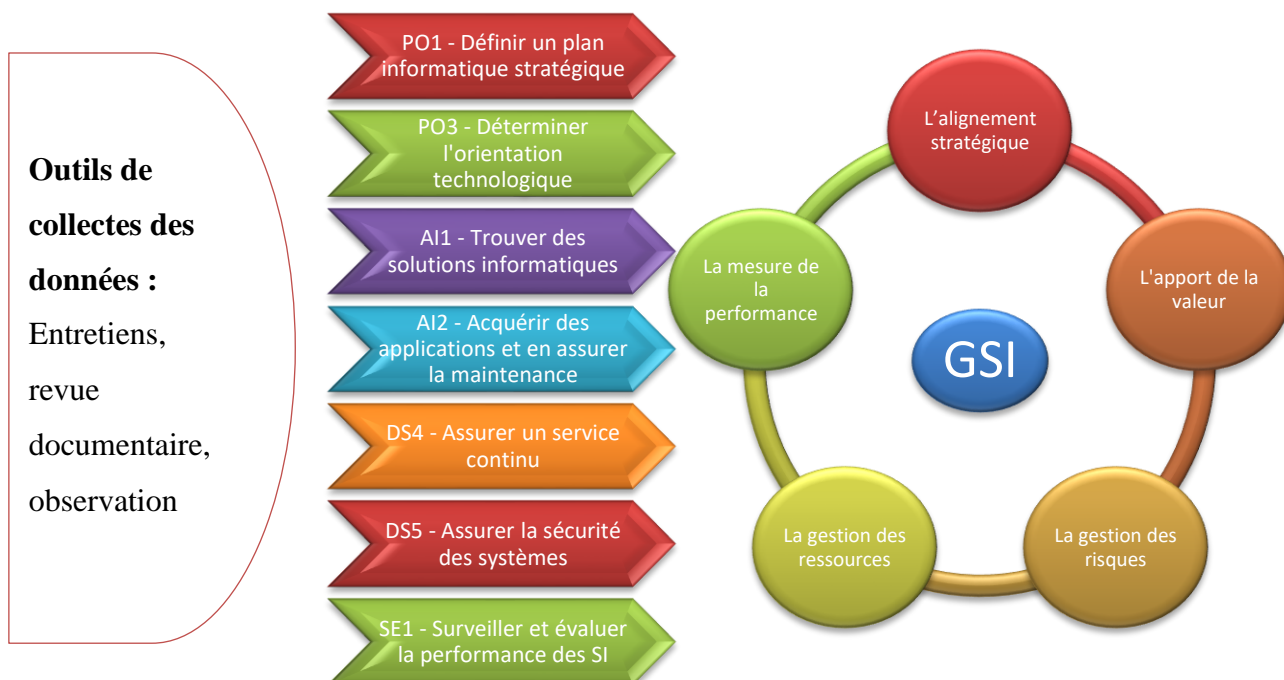 Outils de
collectes des
données :
Entretiens,
revue
documentaire,
observation
PO1 - Définir un plan
informatique stratégique
PO3 - Déterminer
l'orientation
technologique
AI1 - Trouver des
solutions informatiques
AI2 - Acquérir des
applications et en assurer
la maintenance
DS4 - Assurer un service
continu
DS5 - Assurer la sécurité
des systèmes
SE1 - Surveiller et évaluer
la performance des SI
L’alignement
stratégique
L'apport de la
valeur
La gestion des
risques
La gestion des
ressources
La mesure de
la
performance
GSI